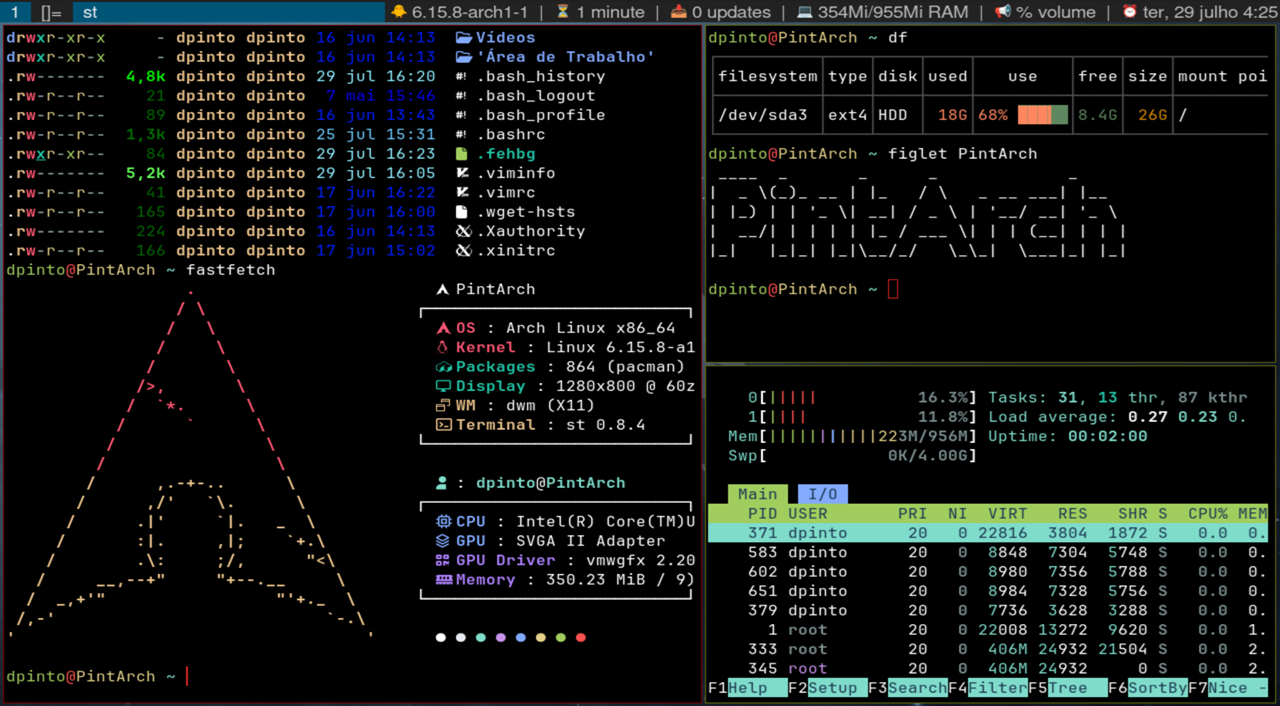 1 []= st 6.15.8-arch1-1 | 1 minute | 0 updates | 354Mi/955Mi RAM | % volume | ter, 29 julho 4:25
drwxr-xr-x - dpinto dpinto 16 jun 14:13 Vídeos
drwxr-xr-x - dpinto dpinto 16 jun 14:13 'Área de Trabalho'
.rw------- 4,8k dpinto dpinto 29 jul 16:20 .bash_history
.rw-r--r-- 21 dpinto dpinto 7 mai 15:46 .bash_logout
.rw-r--r-- 89 dpinto dpinto 16 jun 13:43 .bash_profile
.rw-r--r-- 1,3k dpinto dpinto 25 jul 15:31 .bashrc
.rwxr-xr-- 84 dpinto dpinto 29 jul 16:23 .fehbg
.rw------- 5,2k dpinto dpinto 29 jul 16:05 .viminfo
.rw-r--r-- 41 dpinto dpinto 17 jun 16:22 .vimrc
.rw-r--r-- 165 dpinto dpinto 17 jun 16:00 .wget-hsts
.rw------- 224 dpinto dpinto 16 jun 14:13 .Xauthority
.rw-r--r-- 166 dpinto dpinto 17 jun 15:02 .xinitrc
dpinto@PintArch ~ fastfetch
PintArch
OS : Arch Linux x86_64
Kernel : Linux 6.15.8-a1
Packages : 864 (pacman)
Display : 1280x800 @ 60z
WM : dwm (X11)
Terminal : st 0.8.4
: dpinto@PintArch
CPU : Intel(R) Core(TM)U
GPU : SVGA II Adapter
GPU Driver : vmwgfx 2.20
Memory : 350.23 MiB / 9)
dpinto@PintArch ~
dpinto@PintArch ~ df
filesystem type disk used use free size mount poi
/dev/sda3 ext4 HDD 18G 68% 8.4G 26G /
dpinto@PintArch ~ figlet PintArch
PintArch
dpinto@PintArch ~
0[||||| 16.3%] Tasks: 31, 13 thr, 87 kthr
1[|||| 11.8%] Load average: 0.27 0.23 0.
Mem[|||||||||||223M/956M] Uptime: 00:02:00
Swp[ 0K/4.00G]
Main I/O
PID USER PRI NI VIRT RES SHR S CPU% MEM
371 dpinto 20 0 22816 3804 1872 S 0.0 0.
583 dpinto 20 0 8848 7304 5748 S 0.0 0.
602 dpinto 20 0 8980 7356 5788 S 0.0 0.
651 dpinto 20 0 8984 7328 5756 S 0.0 0.
379 dpinto 20 0 7736 3628 3288 S 0.0 0.
1 root 20 0 22008 13272 9620 S 0.0 1.
333 root 20 0 406M 24932 21504 S 0.0 2.
345 root 20 0 406M 24932 0 S 0.0 2.
F1Help F2Setup F3SearchF4FilterF5Tree F6SortByF7Nice -